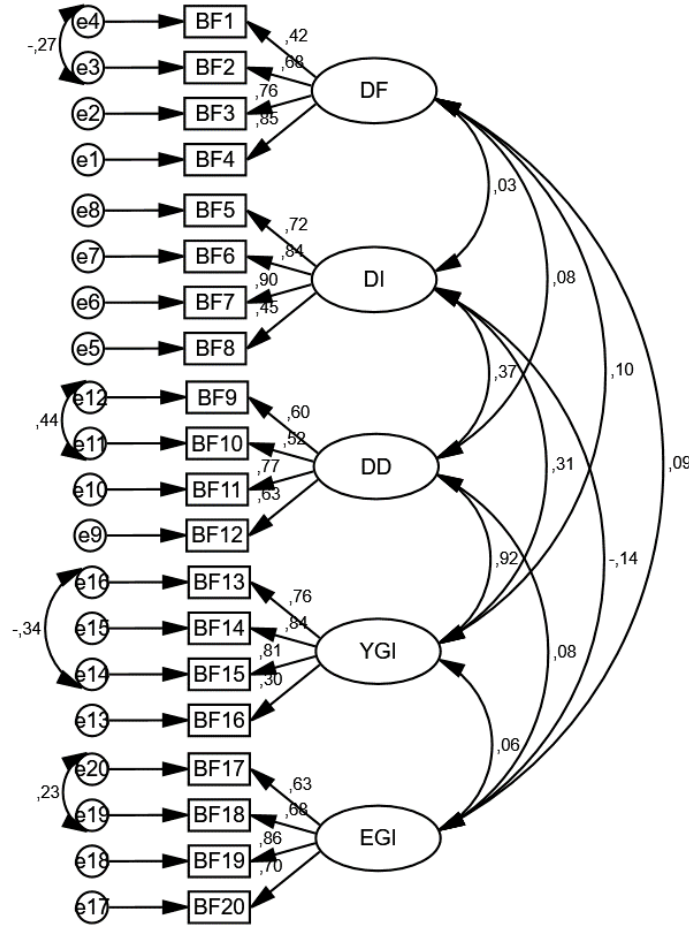 e4 BF1 ,42
-,27
e3 BF2 ,68 DF
e2 BF3 ,76
e1 BF4 ,85
,03
e8 BF5 ,72
e7 BF6 ,84 DI ,08
e6 BF7 ,90
e5 BF8 ,45
,37 ,10
e12 BF9 ,60
,44
e11 BF10 ,52 DD ,31 ,09
e10 BF11 ,77
e9 BF12 ,63
,92 -,14
e16 BF13 ,76
-,34
e15 BF14 ,84 YGI ,08
e14 BF15 ,81
e13 BF16 ,30
,06
e20 BF17 ,63
,23
e19 BF18 ,68 EGI
e18 BF19 ,86
e17 BF20 ,70